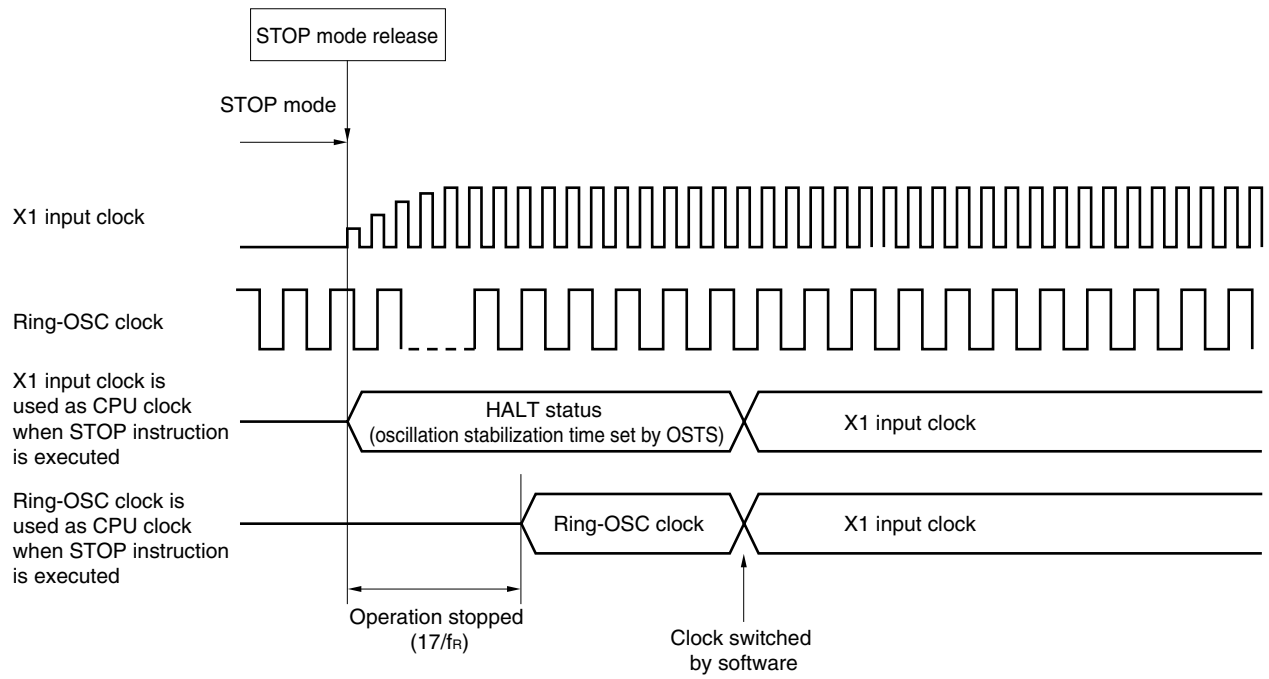 STOP mode release
STOP mode
X1 input clock
Ring-OSC clock
X1 input clock is
used as CPU clock
when STOP instruction
is executed
HALT status
(oscillation stabilization time set by OSTS)
X1 input clock
Ring-OSC clock is
used as CPU clock
when STOP instruction
is executed
Ring-OSC clock
X1 input clock
Operation stopped
(17/fR)
Clock switched
by software